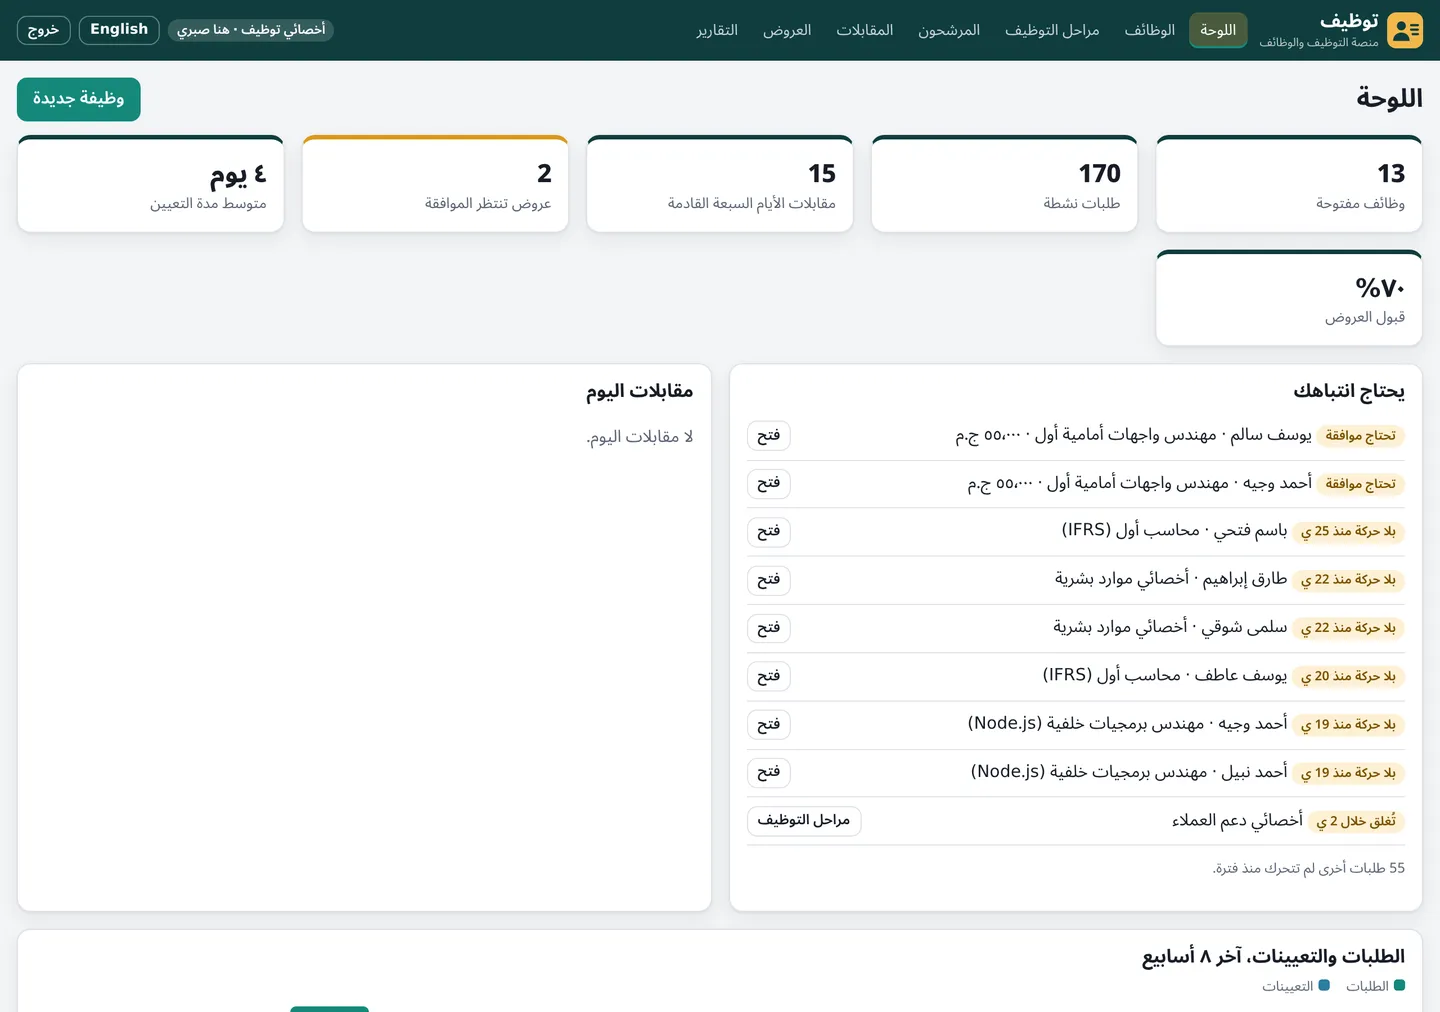 توظيف
منصة التوظيف والوظائف
اللوحة
الوظائف
مراحل التوظيف
المرشحون
المقابلات
العروض
التقارير
أخصائي توظيف · هنا صبري
English
خروج
اللوحة
وظيفة جديدة
13
وظائف مفتوحة
170
طلبات نشطة
15
مقابلات الأيام السبعة القادمة
2
عروض تنتظر الموافقة
٤ يوم
متوسط مدة التعيين
٧٠%
قبول العروض
يحتاج انتباهك
تحتاج موافقة يوسف سالم · مهندس واجهات أمامية أول · ٥٥٬٠٠٠ ج.م فتح
تحتاج موافقة أحمد وجيه · مهندس واجهات أمامية أول · ٥٥٬٠٠٠ ج.م فتح
بلا حركة منذ 25 ي باسم فتحي · محاسب أول (IFRS) فتح
بلا حركة منذ 22 ي طارق إبراهيم · أخصائي موارد بشرية فتح
بلا حركة منذ 22 ي سلمى شوقي · أخصائي موارد بشرية فتح
بلا حركة منذ 20 ي يوسف عاطف · محاسب أول (IFRS) فتح
بلا حركة منذ 19 ي أحمد وجيه · مهندس برمجيات خلفية (Node.js) فتح
بلا حركة منذ 19 ي أحمد نبيل · مهندس برمجيات خلفية (Node.js) فتح
تُغلق خلال 2 ي أخصائي دعم العملاء مراحل التوظيف
55 طلبات أخرى لم تتحرك منذ فترة.
مقابلات اليوم
لا مقابلات اليوم.
الطلبات والتعيينات، آخر ٨ أسابيع
الطلبات
التعيينات